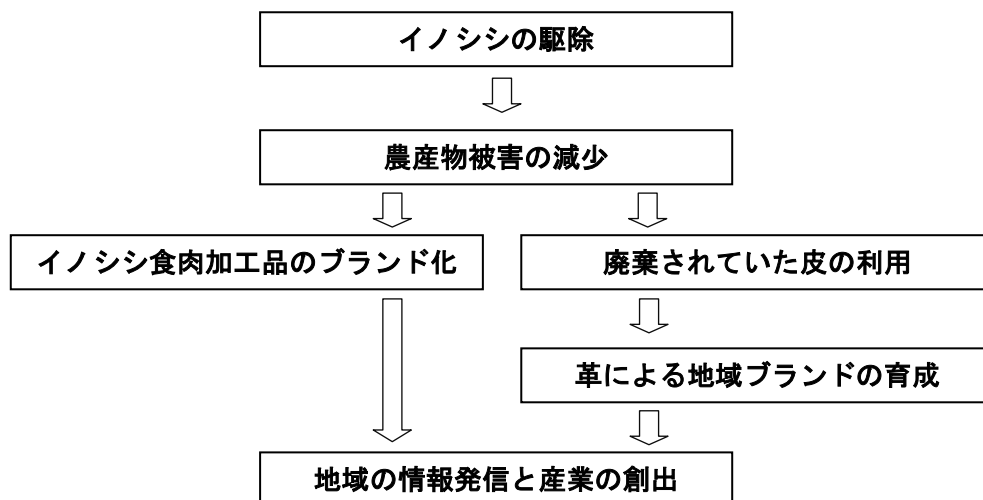 イノシシの駆除
農産物被害の減少
イノシシ食肉加工品のブランド化
廃棄されていた皮の利用
革による地域ブランドの育成
地域の情報発信と産業の創出